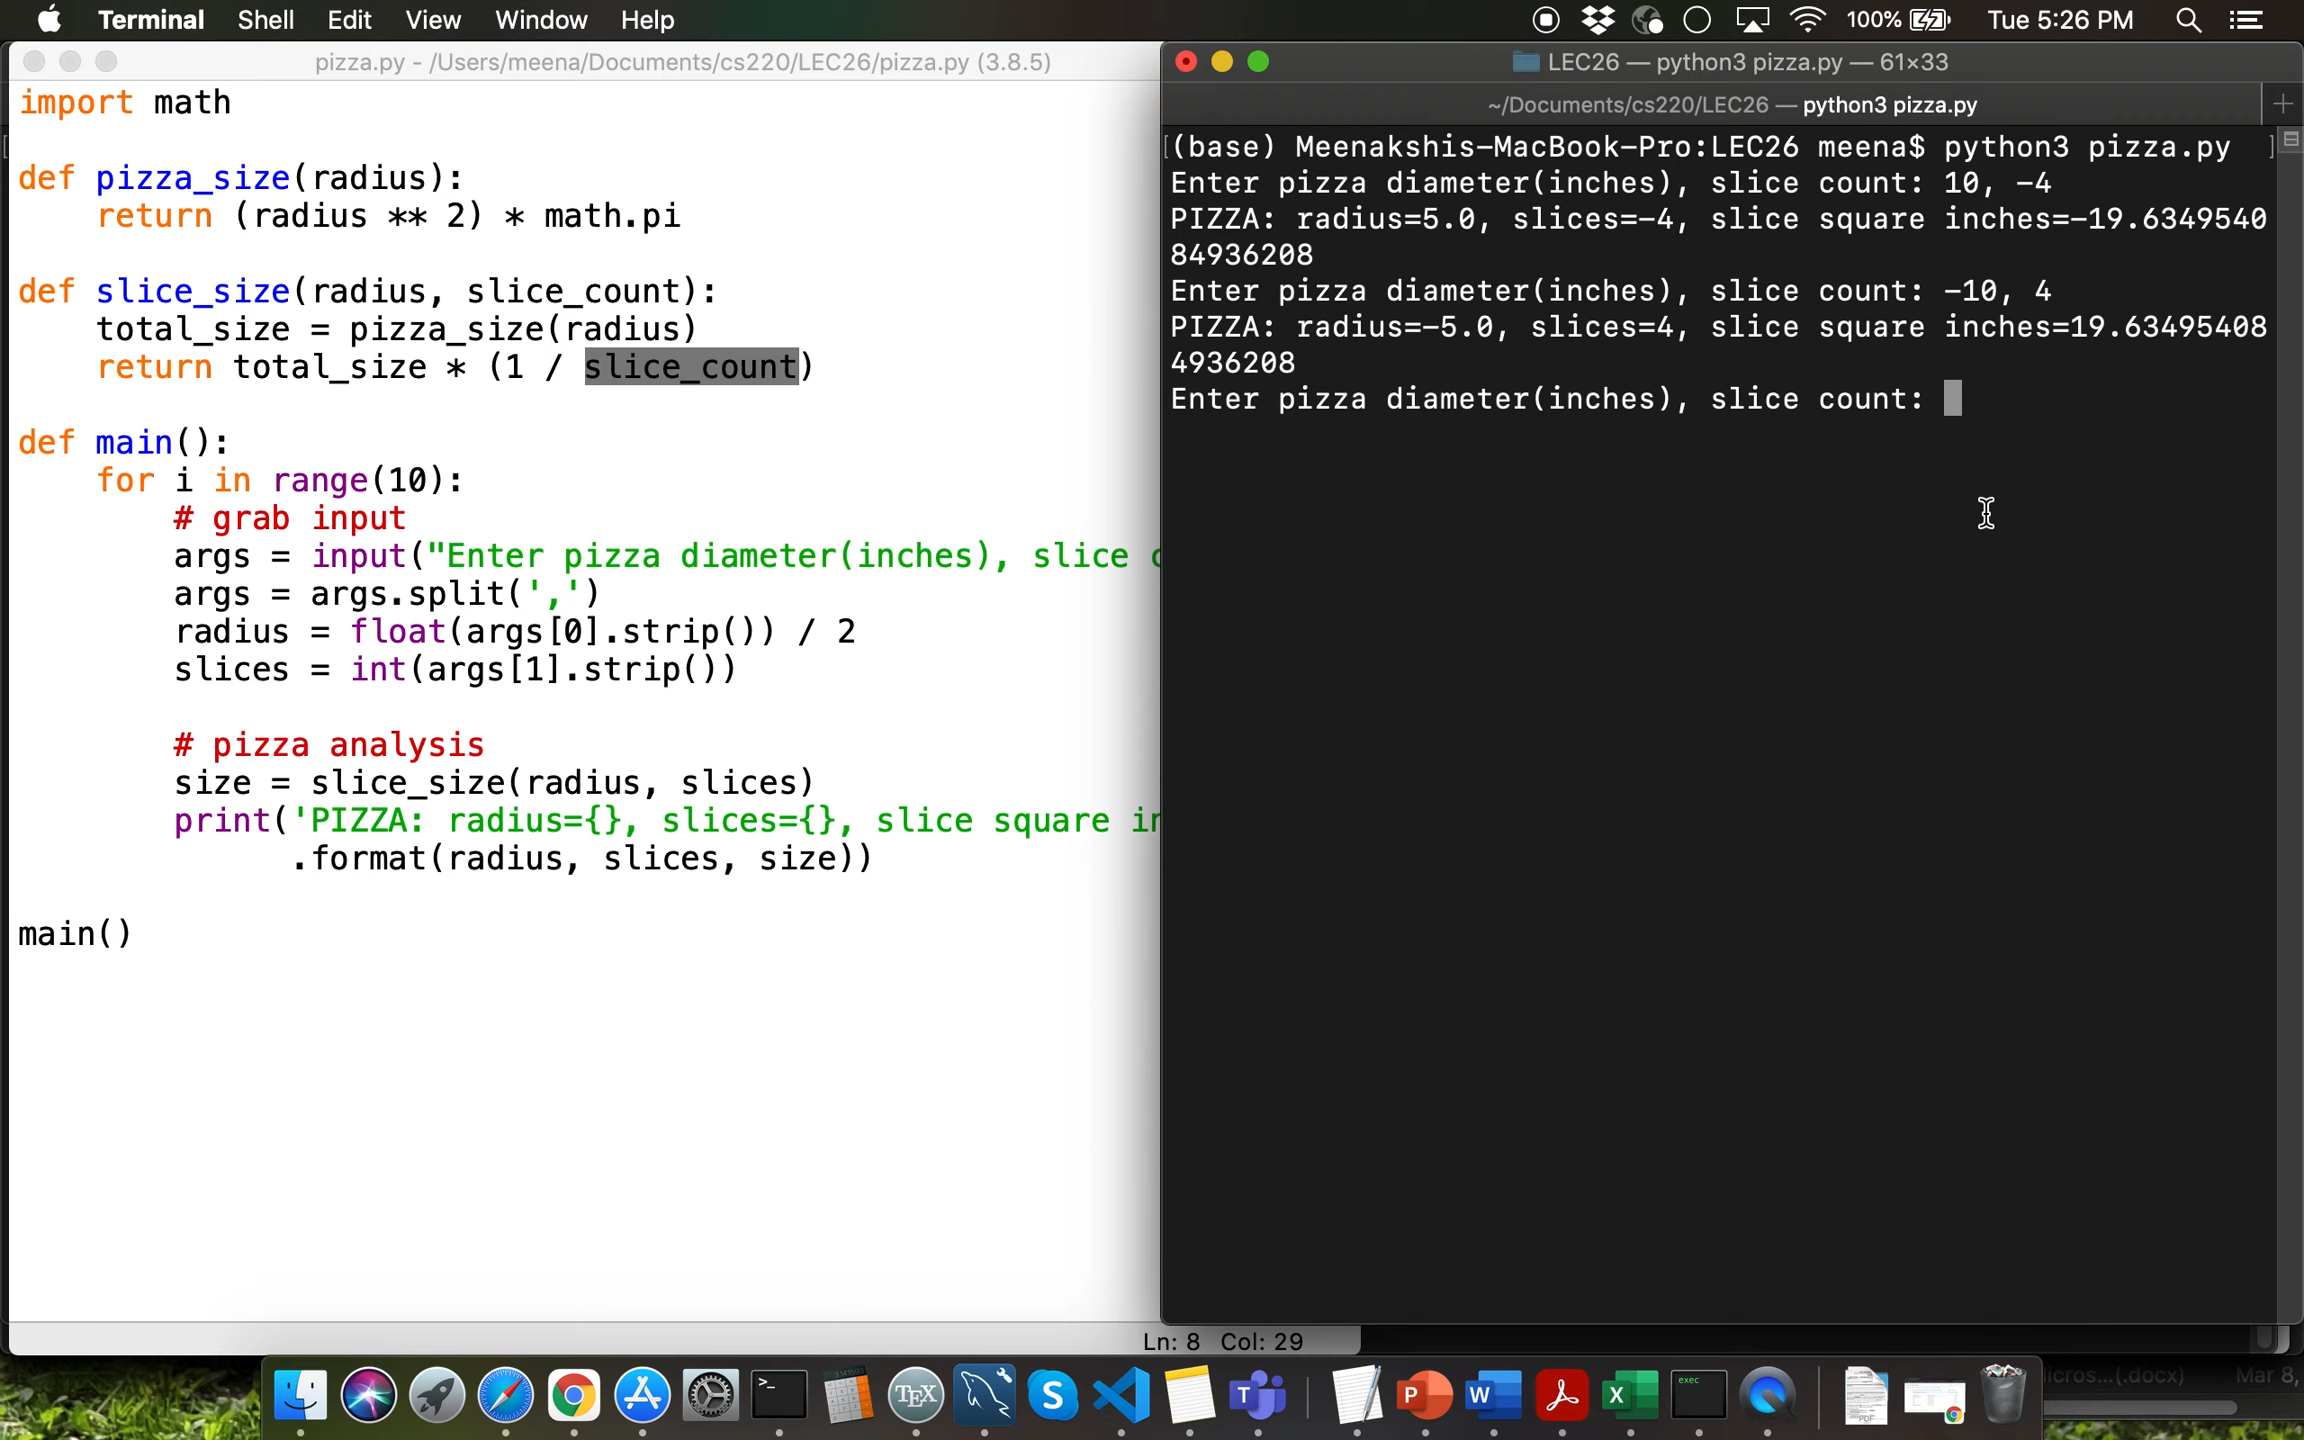 Terminal Shell Edit View Window Help 100% Tue 5:26 PM
pizza.py - /Users/meena/Documents/cs220/LEC26/pizza.py (3.8.5)
import math
def pizza_size(radius):
    return (radius ** 2) * math.pi
def slice_size(radius, slice_count):
    total_size = pizza_size(radius)
    return total_size * (1 / slice_count)
def main():
    for i in range(10):
        # grab input
        args = input("Enter pizza diameter(inches), slice
        args = args.split(',')
        radius = float(args[0].strip()) / 2
        slices = int(args[1].strip())
        # pizza analysis
        size = slice_size(radius, slices)
        print('PIZZA: radius={}, slices={}, slice square in
              .format(radius, slices, size))
main()
Ln: 8 Col: 29
LEC26 — python3 pizza.py — 61×33
~/Documents/cs220/LEC26 — python3 pizza.py
(base) Meenakshis-MacBook-Pro:LEC26 meena$ python3 pizza.py
Enter pizza diameter(inches), slice count: 10, -4
PIZZA: radius=5.0, slices=-4, slice square inches=-19.6349540
84936208
Enter pizza diameter(inches), slice count: -10, 4
PIZZA: radius=-5.0, slices=4, slice square inches=19.63495408
4936208
Enter pizza diameter(inches), slice count:
(.docx) Mar 8,
>_ TEX S T P W X exec PDF